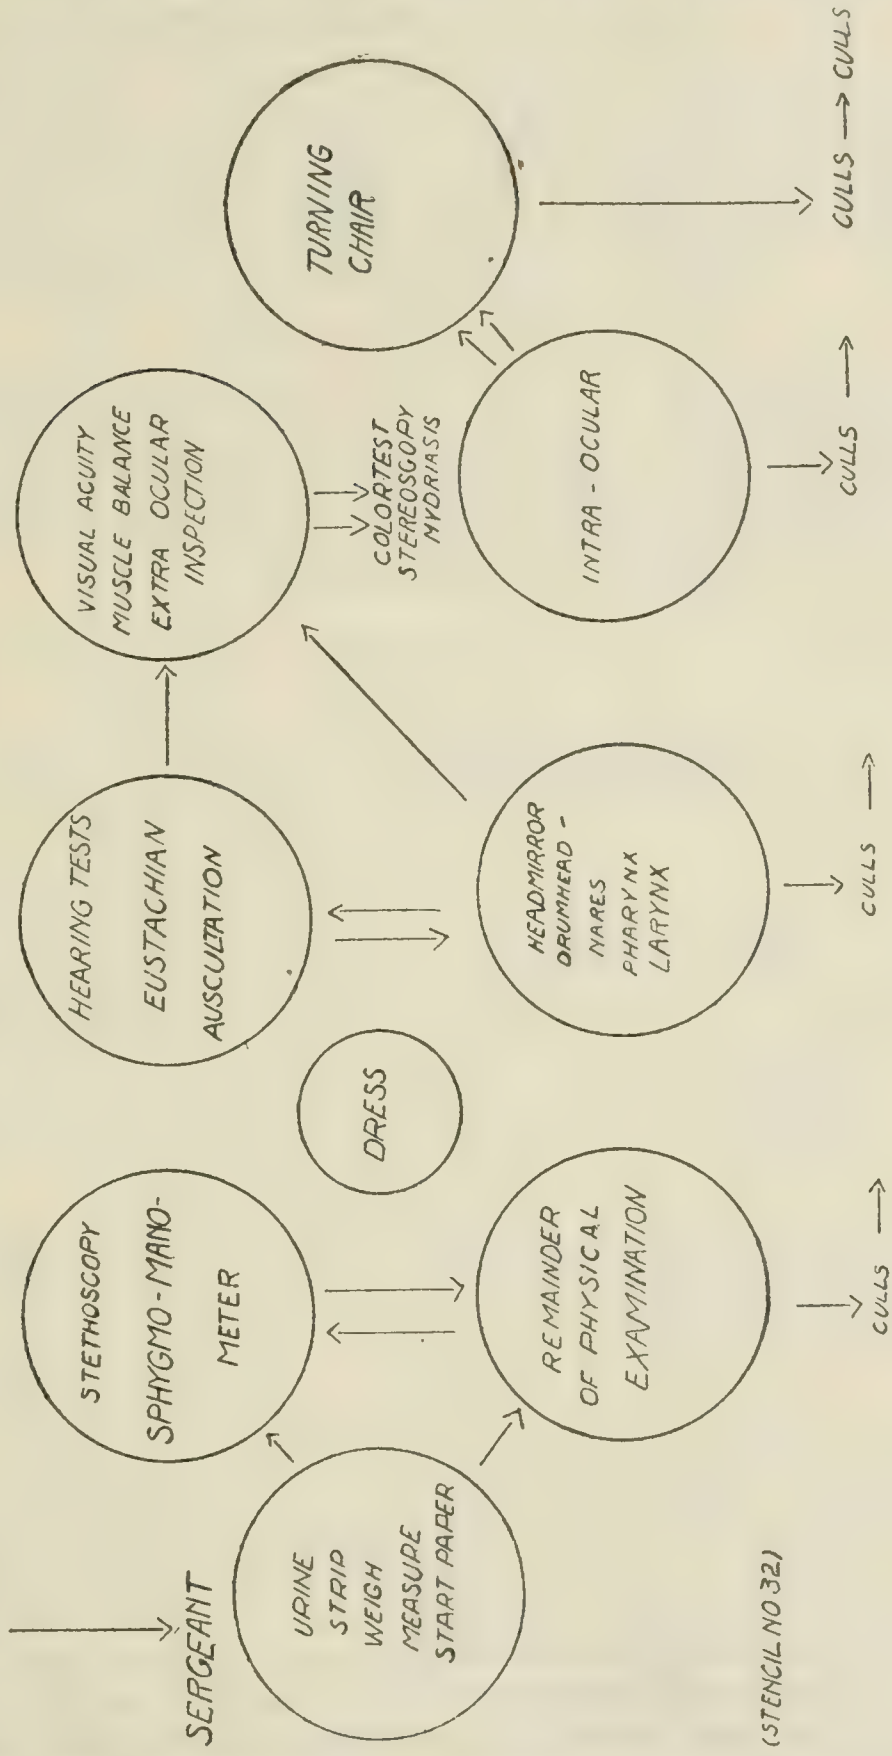 SERGEANT
URINE
STRIP
WEIGH
MEASURE
START PAPER
STETHOSCOPY
SPHYGMO-MANO-
METER
REMAINDER
OF PHYSICAL
EXAMINATION
CULLS
DRESS
HEARING TESTS
EUSTACHIAN
AUSCULTATION
HEADMIRROR
DRUMHEAD-
NARES
PHARYNX
LARYNX
CULLS
VISUAL ACUITY
MUSCLE BALANCE
EXTRA OCULAR
INSPECTION
COLORTEST
STEREOSCOPY
MYDRIASIS
INTRA-OCULAR
CULLS
TURNING
CHAIR
CULLS → CULLS
(STENCIL NO 32)